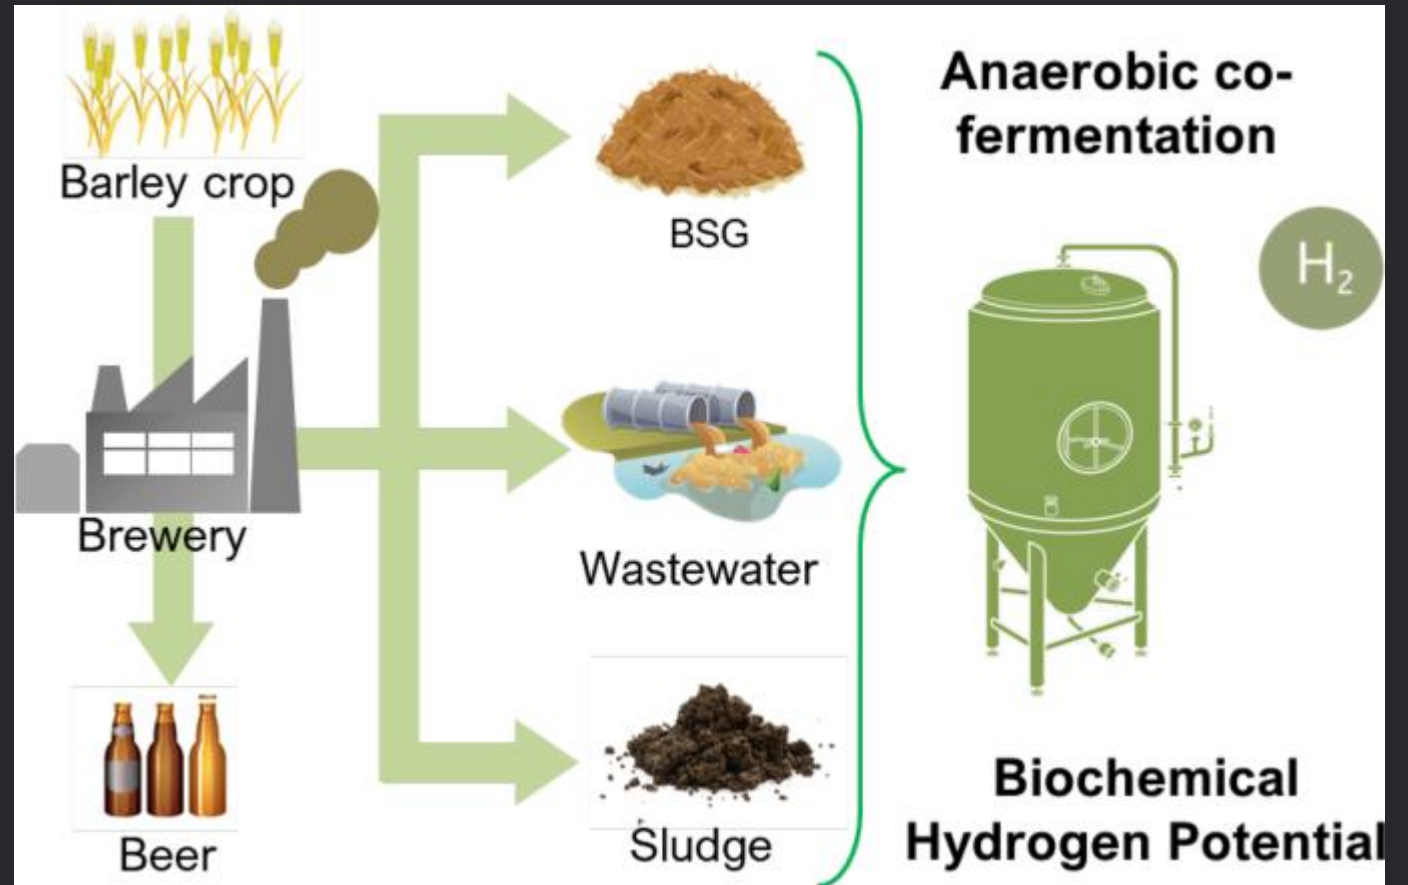 Barley crop
Brewery
Beer
BSG
Wastewater
Sludge
Anaerobic co-
fermentation
H₂
Biochemical
Hydrogen Potential